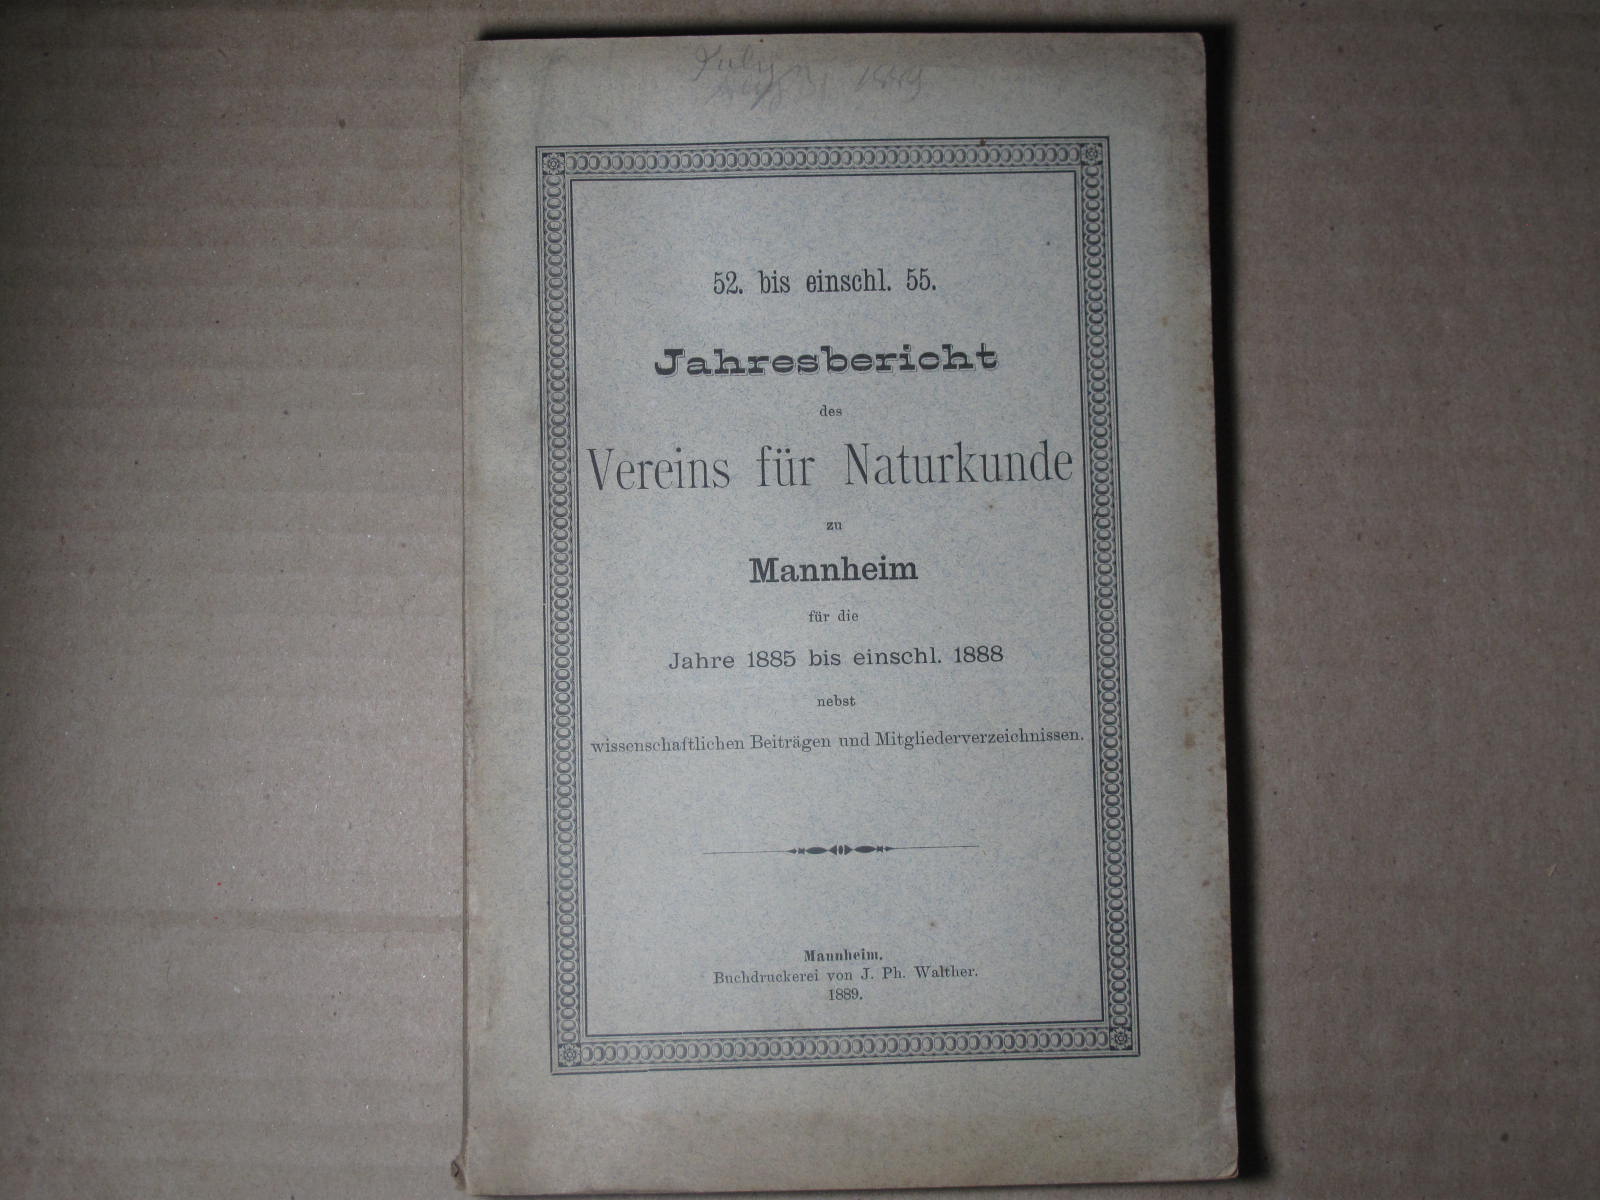 52. bis einschl. 55.
Jahresbericht
des
Vereins für Naturkunde
zu
Mannheim
für die
Jahre 1885 bis einschl. 1888
nebst
wissenschaftlichen Beiträgen und Mitgliederverzeichnissen.
Mannheim.
Buchdruckerei von J. Ph. Walther.
1889.